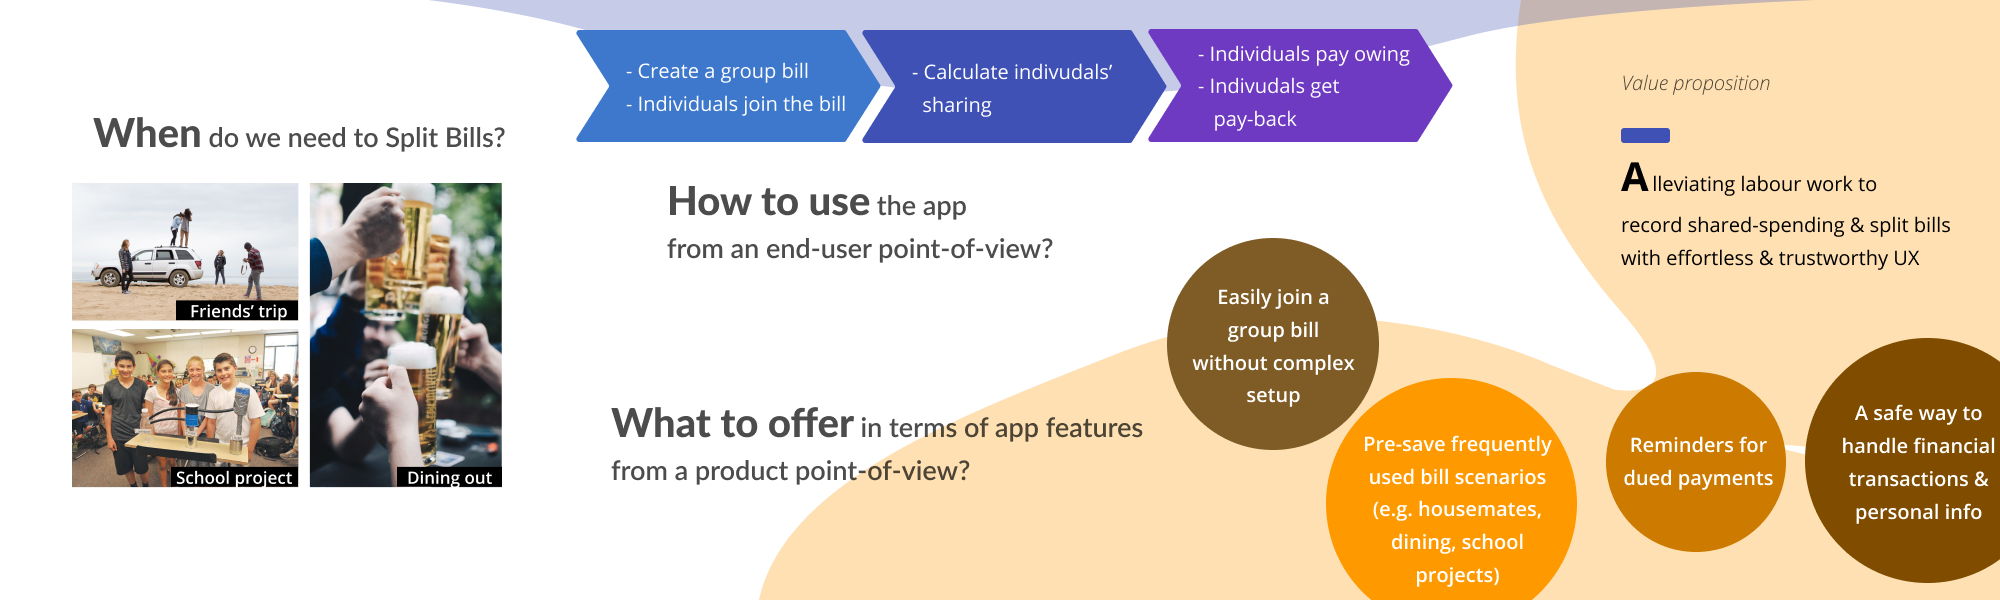 When do we need to Split Bills?
Friends' trip
School project
Dining out
- Create a group bill
- Individuals join the bill
- Calculate indivudals’
sharing
- Individuals pay owing
- Indivudals get
pay-back
How to use the app
from an end-user point-of-view?
What to offer in terms of app features
from a product point-of-view?
Value proposition
Alleviating labour work to
record shared-spending & split bills
with effortless & trustworthy UX
Easily join a
group bill
without complex
setup
Pre-save frequently
used bill scenarios
(e.g. housemates,
dining, school
projects)
Reminders for
dued payments
A safe way to
handle financial
transactions &
personal info